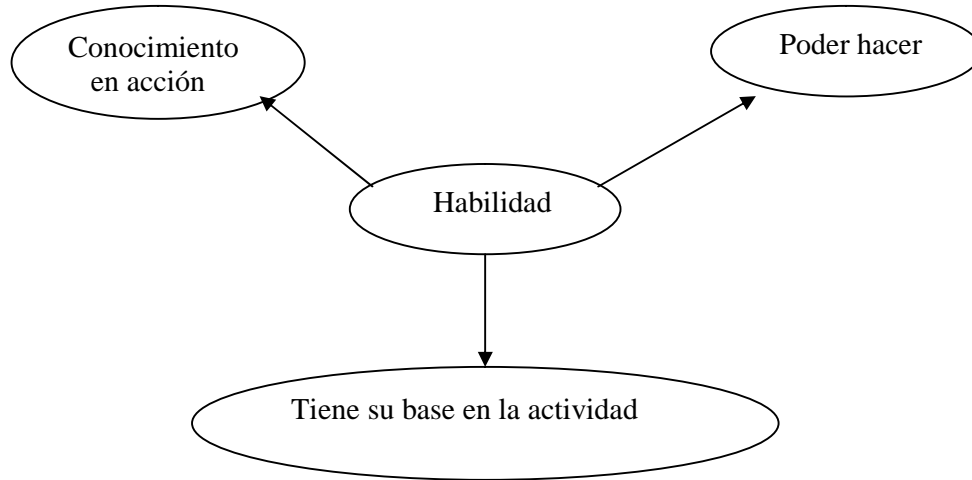 Conocimiento
en acción
Poder hacer
Habilidad
Tiene su base en la actividad